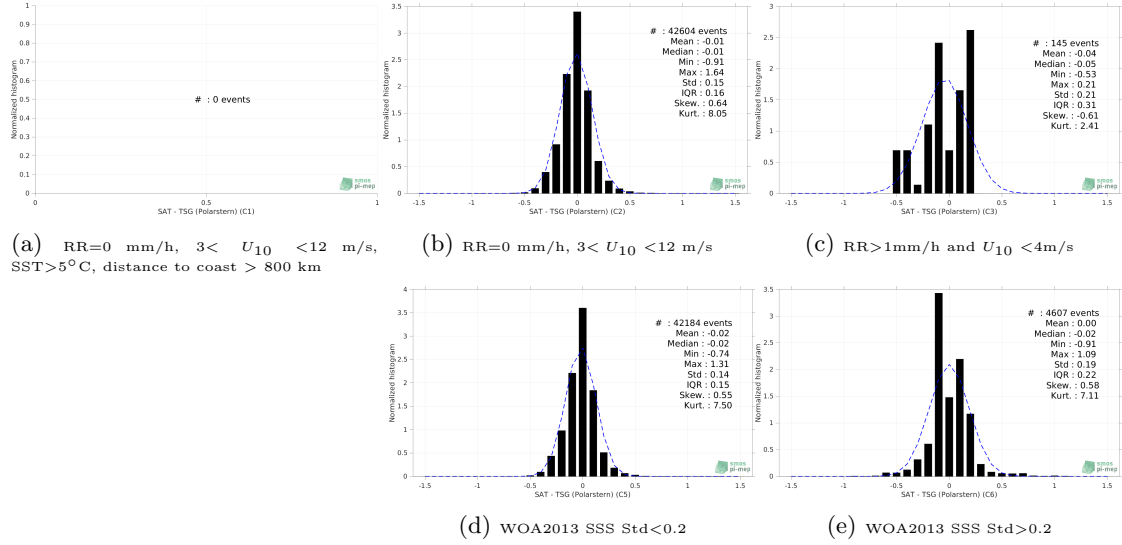 1
0.9
0.8
0.7
0.6
0.5
0.4
0.3
0.2
0.1
0
Normalized histogram
# : 0 events
0 0.5 1
SAT - TSG (Polarstern) (C1)
smos
pi-mep
(a) RR=0 mm/h, 3< U10 <12 m/s,
SST>5°C, distance to coast > 800 km
3.5
3
2.5
2
1.5
1
0.5
0
Normalized histogram
# : 42604 events
Mean : -0.01
Median : -0.01
Min : -0.91
Max : 1.64
Std : 0.15
IQR : 0.16
Skew. : 0.64
Kurt. : 8.05
-1.5 -1 -0.5 0 0.5 1 1.5
SAT - TSG (Polarstern) (C2)
smos
pi-mep
(b) RR=0 mm/h, 3< U10 <12 m/s
3
2.5
2
1.5
1
0.5
0
Normalized histogram
# : 145 events
Mean : -0.04
Median : -0.05
Min : -0.53
Max : 0.21
Std : 0.21
IQR : 0.31
Skew. : -0.61
Kurt. : 2.41
-1.5 -1 -0.5 0 0.5 1 1.5
SAT - TSG (Polarstern) (C3)
smos
pi-mep
(c) RR>1mm/h and U10 <4m/s
4
3.5
3
2.5
2
1.5
1
0.5
0
Normalized histogram
# : 42184 events
Mean : -0.02
Median : -0.02
Min : -0.74
Max : 1.31
Std : 0.14
IQR : 0.15
Skew. : 0.55
Kurt. : 7.50
-1.5 -1 -0.5 0 0.5 1 1.5
SAT - TSG (Polarstern) (C5)
smos
pi-mep
(d) WOA2013 SSS Std<0.2
3.5
3
2.5
2
1.5
1
0.5
0
Normalized histogram
# : 4607 events
Mean : 0.00
Median : -0.02
Min : -0.91
Max : 1.09
Std : 0.19
IQR : 0.22
Skew. : 0.58
Kurt. : 7.11
-1.5 -1 -0.5 0 0.5 1 1.5
SAT - TSG (Polarstern) (C6)
smos
pi-mep
(e) WOA2013 SSS Std>0.2